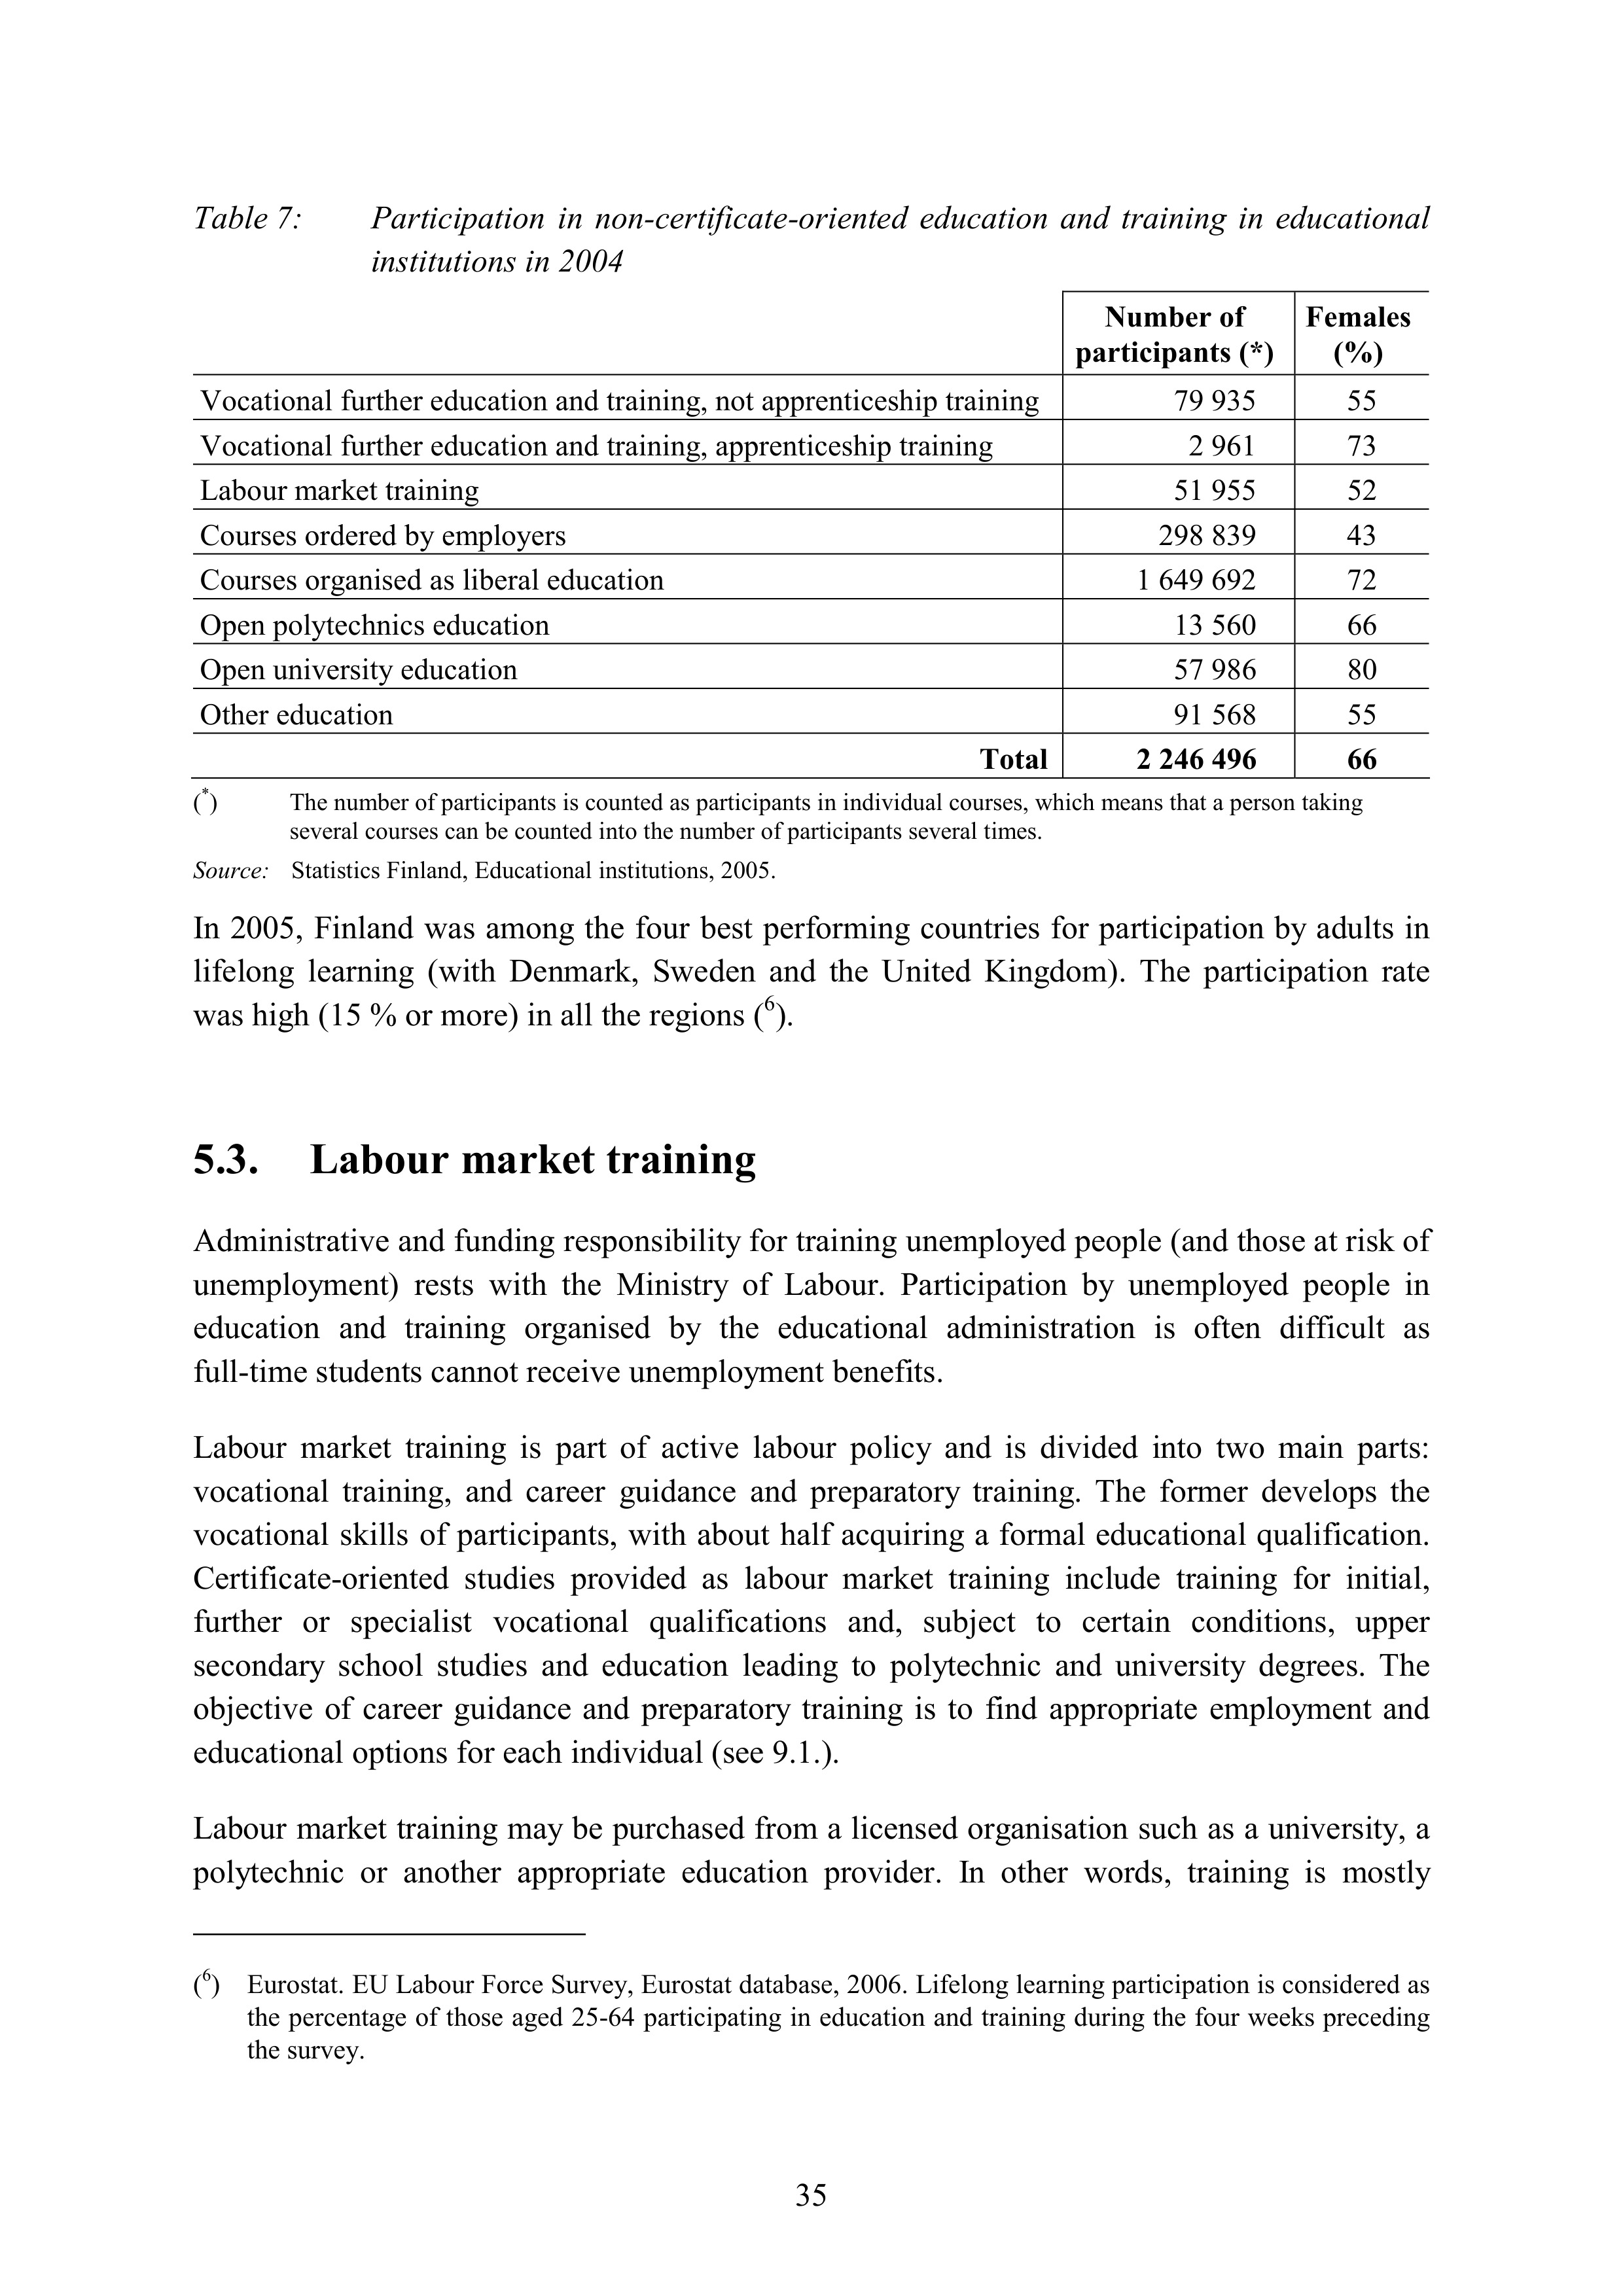 Table 7: Participation in non-certificate-oriented education and training in educational
institutions in 2004
Number of participants (*) Females (%)
Vocational further education and training, not apprenticeship training 79 935 55
Vocational further education and training, apprenticeship training 2 961 73
Labour market training 51 955 52
Courses ordered by employers 298 839 43
Courses organised as liberal education 1 649 692 72
Open polytechnics education 13 560 66
Open university education 57 986 80
Other education 91 568 55
Total 2 246 496 66
(*) The number of participants is counted as participants in individual courses, which means that a person taking
several courses can be counted into the number of participants several times.
Source: Statistics Finland, Educational institutions, 2005.
In 2005, Finland was among the four best performing countries for participation by adults in
lifelong learning (with Denmark, Sweden and the United Kingdom). The participation rate
was high (15 % or more) in all the regions (6).
5.3. Labour market training
Administrative and funding responsibility for training unemployed people (and those at risk of
unemployment) rests with the Ministry of Labour. Participation by unemployed people in
education and training organised by the educational administration is often difficult as
full-time students cannot receive unemployment benefits.
Labour market training is part of active labour policy and is divided into two main parts:
vocational training, and career guidance and preparatory training. The former develops the
vocational skills of participants, with about half acquiring a formal educational qualification.
Certificate-oriented studies provided as labour market training include training for initial,
further or specialist vocational qualifications and, subject to certain conditions, upper
secondary school studies and education leading to polytechnic and university degrees. The
objective of career guidance and preparatory training is to find appropriate employment and
educational options for each individual (see 9.1.).
Labour market training may be purchased from a licensed organisation such as a university, a
polytechnic or another appropriate education provider. In other words, training is mostly
(6) Eurostat. EU Labour Force Survey, Eurostat database, 2006. Lifelong learning participation is considered as
the percentage of those aged 25-64 participating in education and training during the four weeks preceding
the survey.
35